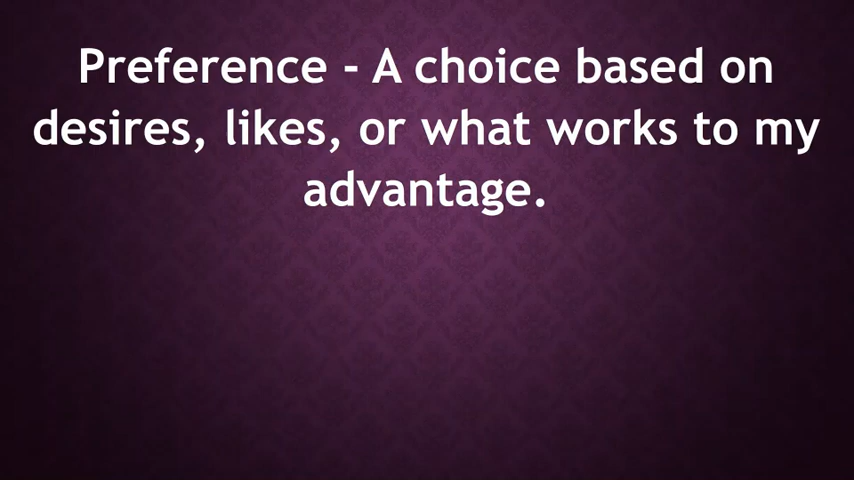 Preference - A choice based on
desires, likes, or what works to my
advantage.